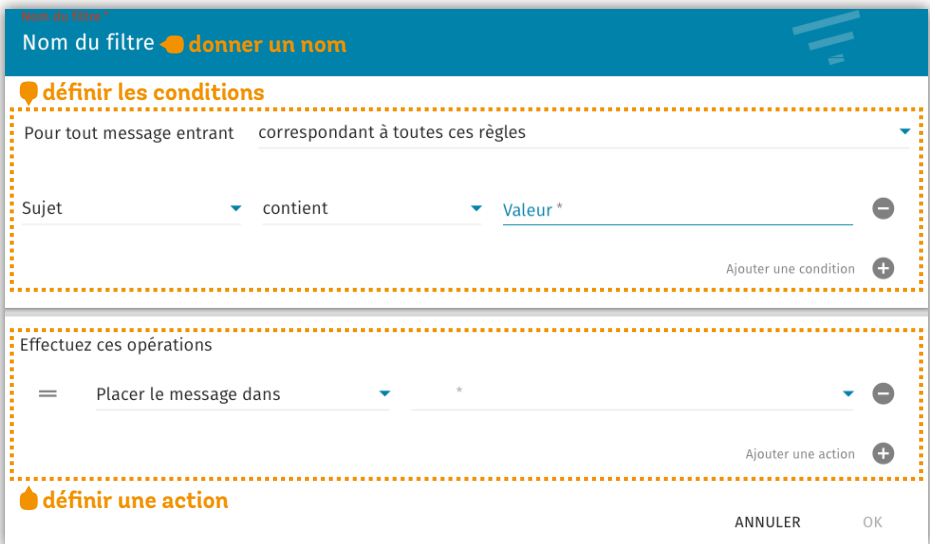 Nom du filtre *
Nom du filtre donner un nom
définir les conditions
Pour tout message entrant correspondant à toutes ces règles
Sujet contient Valeur *
Ajouter une condition
Effectuez ces opérations
Placer le message dans *
Ajouter une action
définir une action
ANNULER OK